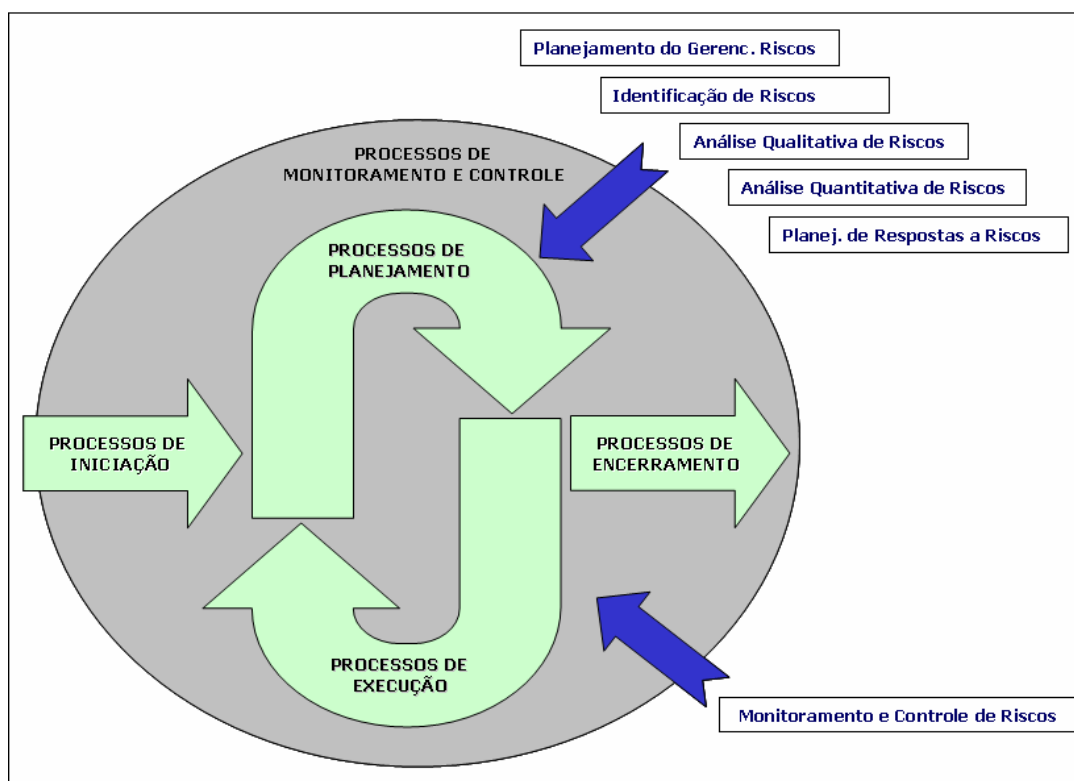 Planejamento do Gerenc. Riscos
Identificação de Riscos
Análise Qualitativa de Riscos
Análise Quantitativa de Riscos
Planej. de Respostas a Riscos
PROCESSOS DE
MONITORAMENTO E CONTROLE
PROCESSOS DE
PLANEJAMENTO
PROCESSOS DE
INICIAÇÃO
PROCESSOS DE
ENCERRAMENTO
PROCESSOS DE
EXECUÇÃO
Monitoramento e Controle de Riscos